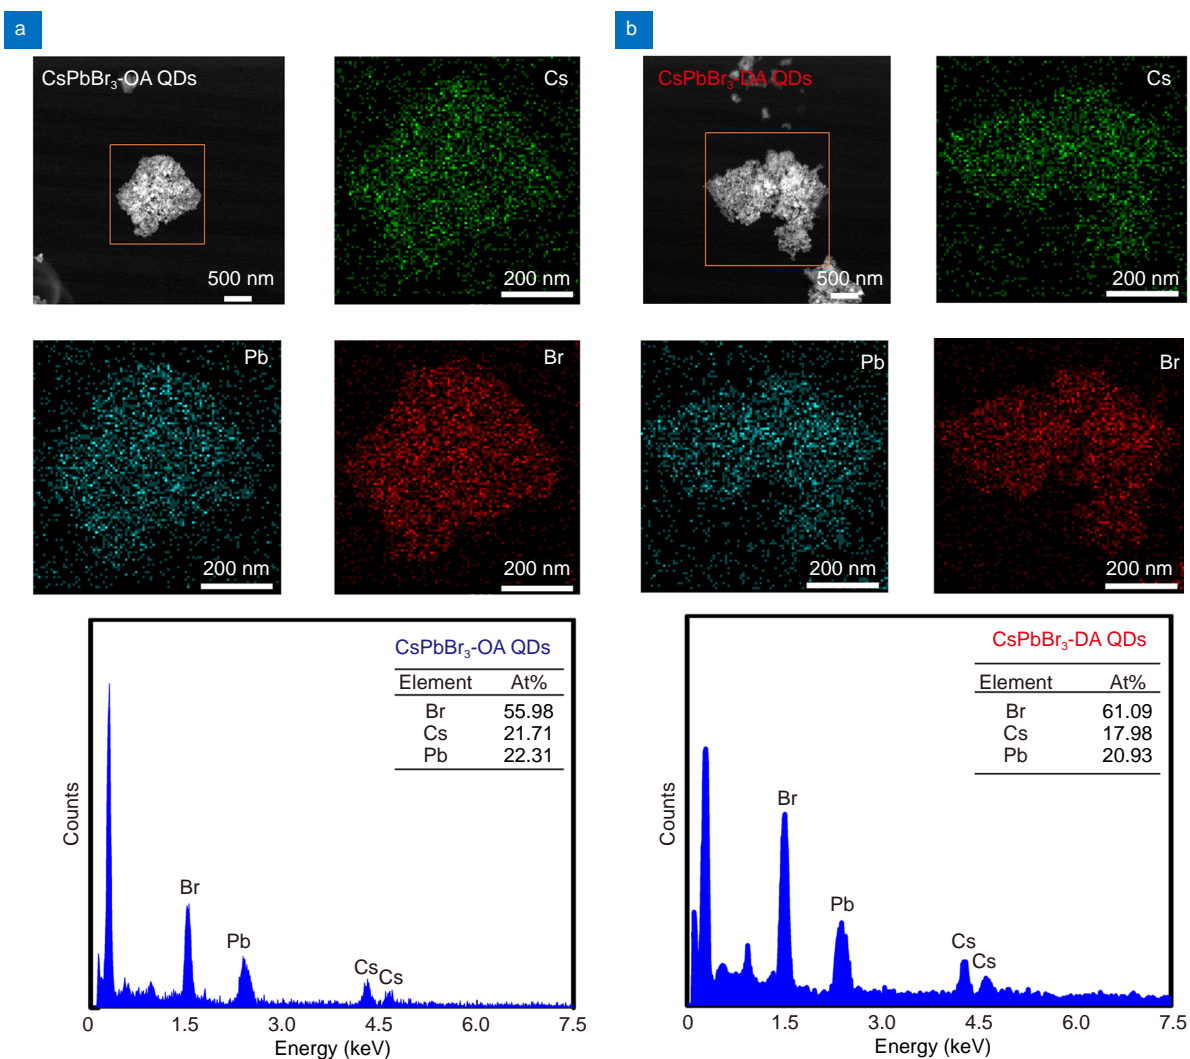 a
CsPbBr₃-OA QDs
500 nm
Cs
200 nm
Pb
200 nm
Br
200 nm
CsPbBr₃-OA QDs
Element At%
Br 55.98
Cs 21.71
Pb 22.31
Counts
Br
Pb
Cs
Cs
0 1.5 3.0 4.5 6.0 7.5
Energy (keV)
b
CsPbBr₃-DA QDs
500 nm
Cs
200 nm
Pb
200 nm
Br
200 nm
CsPbBr₃-DA QDs
Element At%
Br 61.09
Cs 17.98
Pb 20.93
Counts
Br
Pb
Cs
Cs
0 1.5 3.0 4.5 6.0 7.5
Energy (keV)